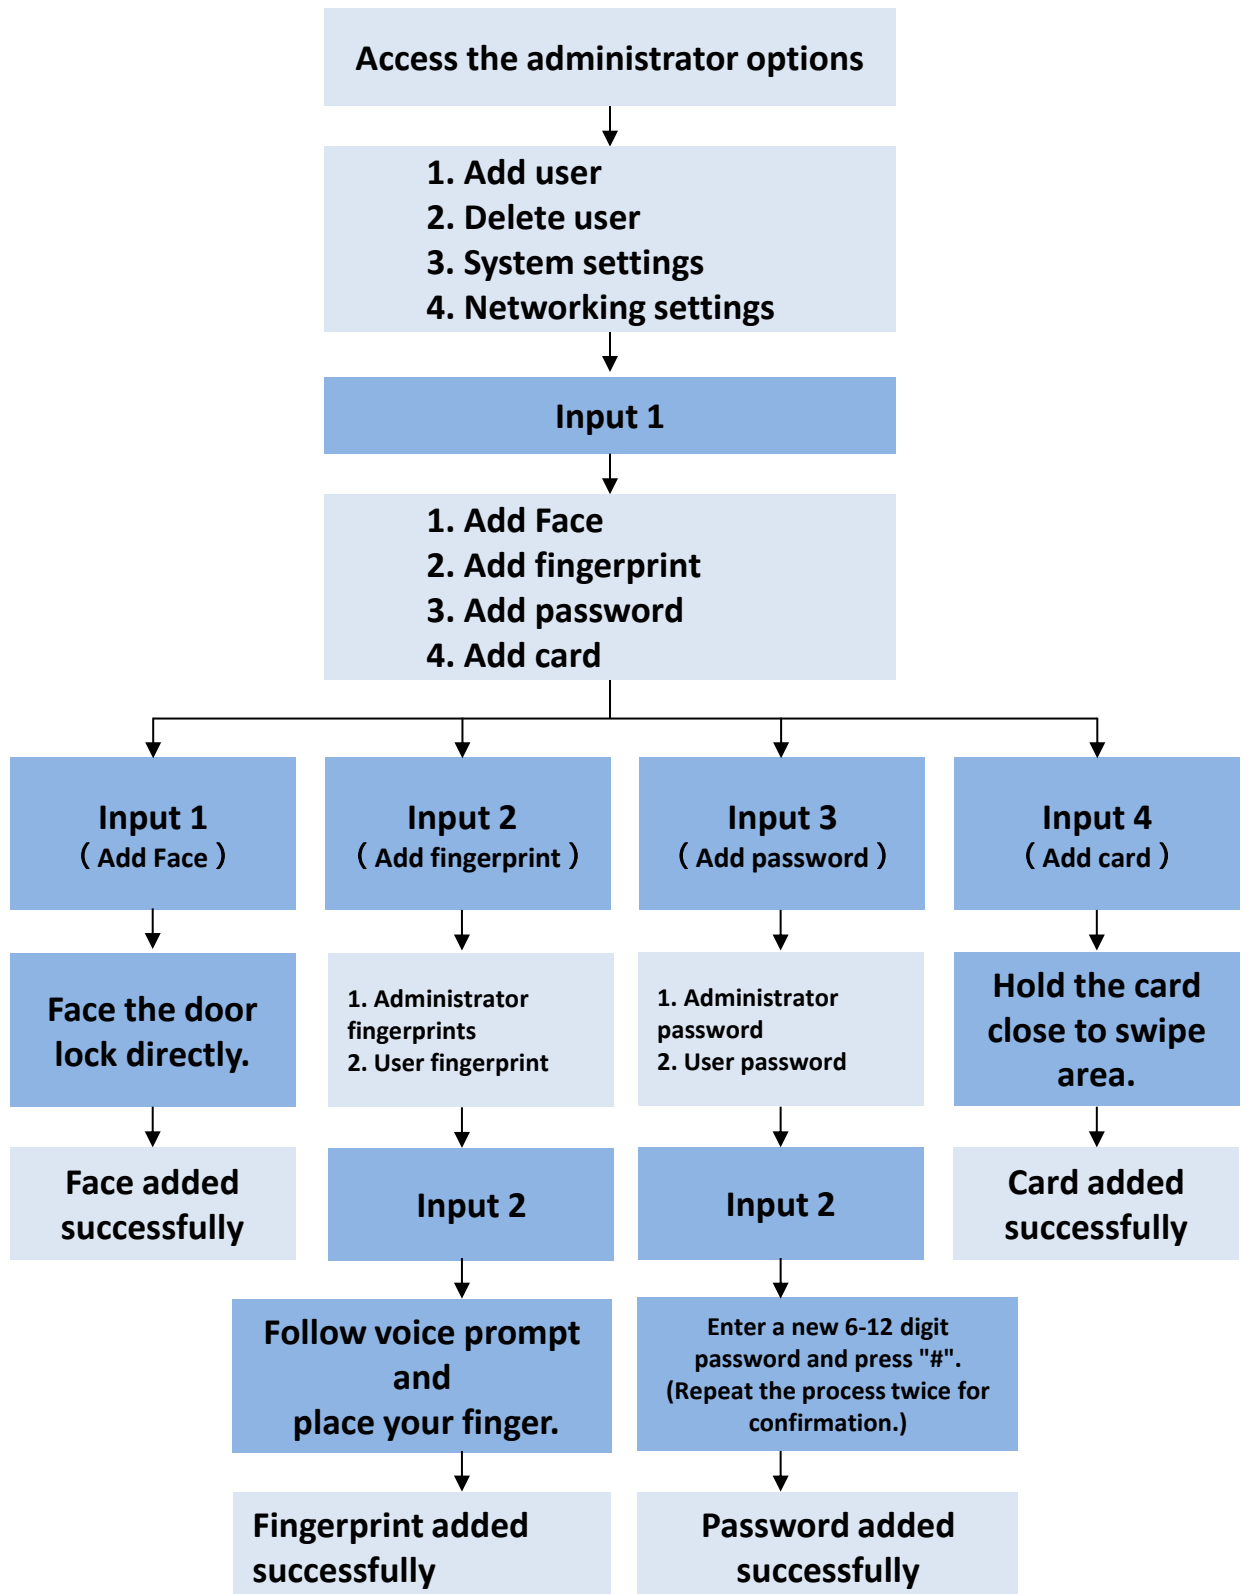 Access the administrator options
1. Add user
2. Delete user
3. System settings
4. Networking settings
Input 1
1. Add Face
2. Add fingerprint
3. Add password
4. Add card
Input 1
( Add Face )
Input 2
( Add fingerprint )
Input 3
( Add password )
Input 4
( Add card )
Face the door
lock directly.
1. Administrator
fingerprints
2. User fingerprint
1. Administrator
password
2. User password
Hold the card
close to swipe
area.
Face added
successfully
Input 2
Input 2
Card added
successfully
Follow voice prompt
and
place your finger.
Enter a new 6-12 digit
password and press "#".
(Repeat the process twice for
confirmation.)
Fingerprint added
successfully
Password added
successfully